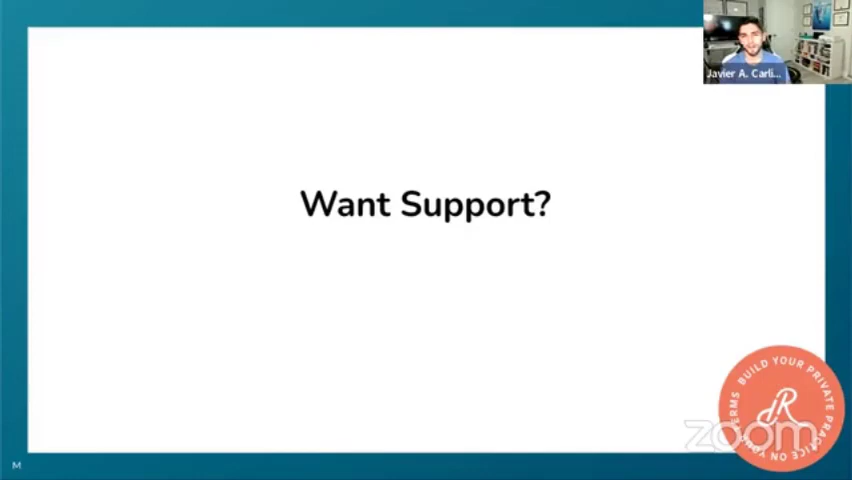 Javier A. Carli...
Want Support?
BUILD YOUR PRIVATE PRACTICE ON YOUR TERMS
JR
zoom
M